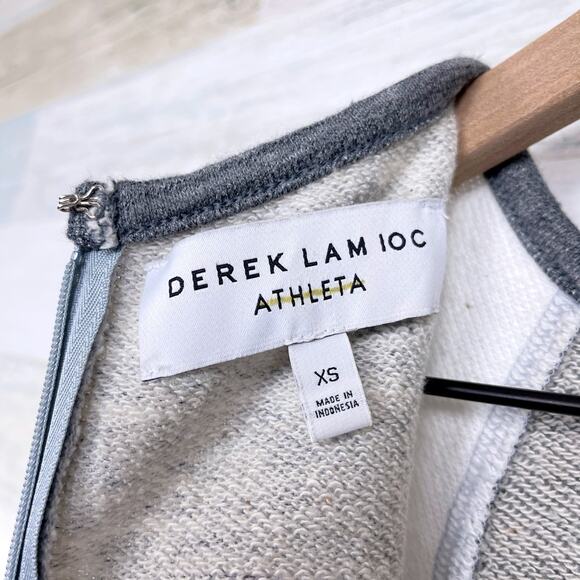 DEREK LAM 10C
ATHLETA
XS
MADE IN
INDONESIA